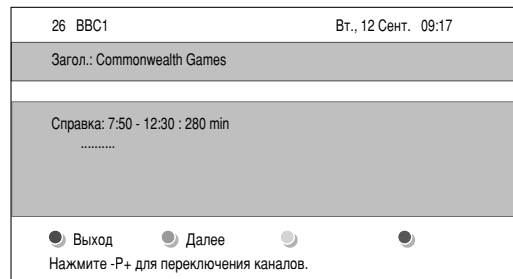 26 BBC1 Вт., 12 Сент. 09:17
Загол.: Commonwealth Games
Справка: 7:50 - 12:30 : 280 min
..........
Выход Далее
Нажмите -P+ для переключения каналов.